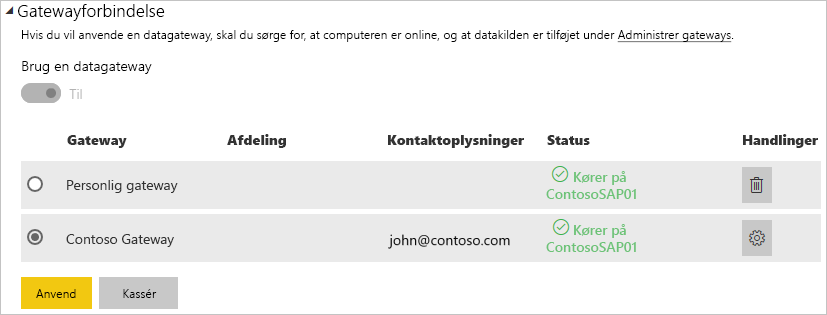 Gatewayforbindelse
Hvis du vil anvende en datagateway, skal du sørge for, at computeren er online, og at datakilden er tilføjet under Administrer gateways.
Brug en datagateway
Til
Gateway Afdeling Kontaktoplysninger Status Handlinger
Personlig gateway Kører på
ContosoSAP01
Contoso Gateway john@contoso.com Kører på
ContosoSAP01
Anvend Kassér